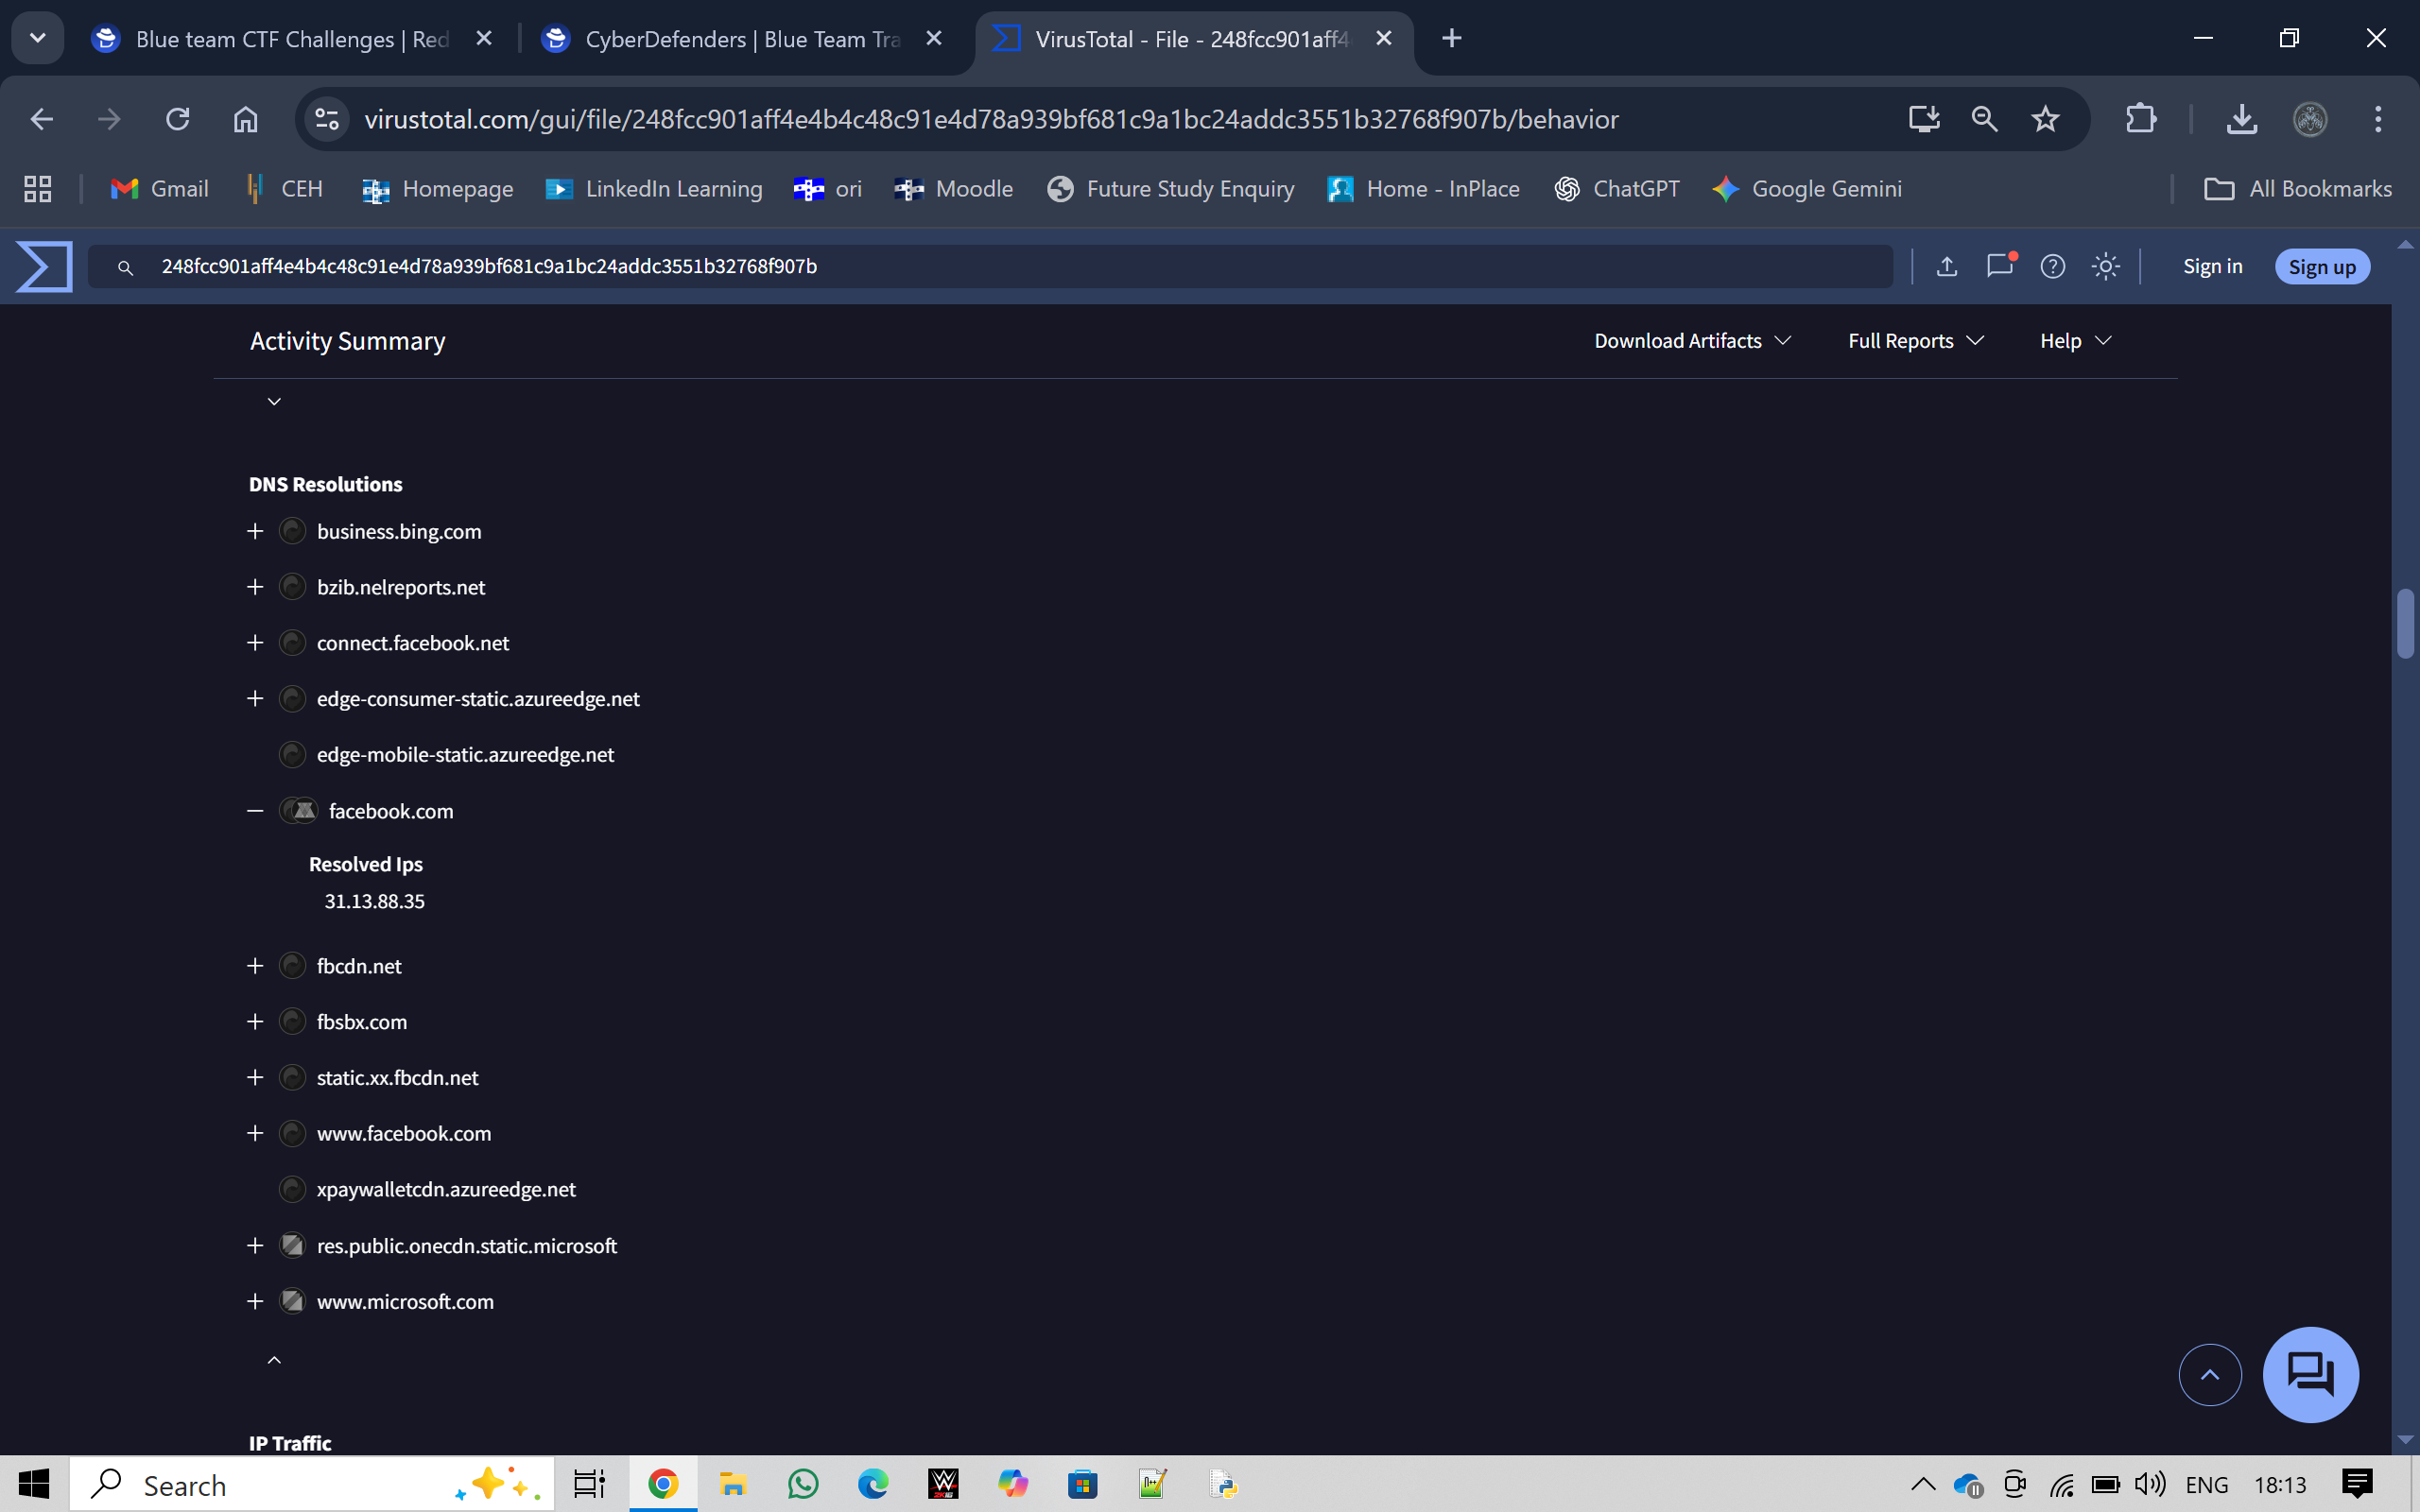 Blue team CTF Challenges | Red
CyberDefenders | Blue Team Tra
VirusTotal - File - 248fcc901aff4
virustotal.com/gui/file/248fcc901aff4e4b4c48c91e4d78a939bf681c9a1bc24addc3551b32768f907b/behavior
Gmail
CEH
Homepage
LinkedIn Learning
ori
Moodle
Future Study Enquiry
Home - InPlace
ChatGPT
Google Gemini
All Bookmarks
248fcc901aff4e4b4c48c91e4d78a939bf681c9a1bc24addc3551b32768f907b
Sign in
Sign up
Activity Summary
Download Artifacts
Full Reports
Help
DNS Resolutions
business.bing.com
bzib.nelreports.net
connect.facebook.net
edge-consumer-static.azureedge.net
edge-mobile-static.azureedge.net
facebook.com
Resolved Ips
31.13.88.35
fbcdn.net
fbsbx.com
static.xx.fbcdn.net
www.facebook.com
xpaywalletcdn.azureedge.net
res.public.onecdn.static.microsoft
www.microsoft.com
IP Traffic
Search
ENG
18:13